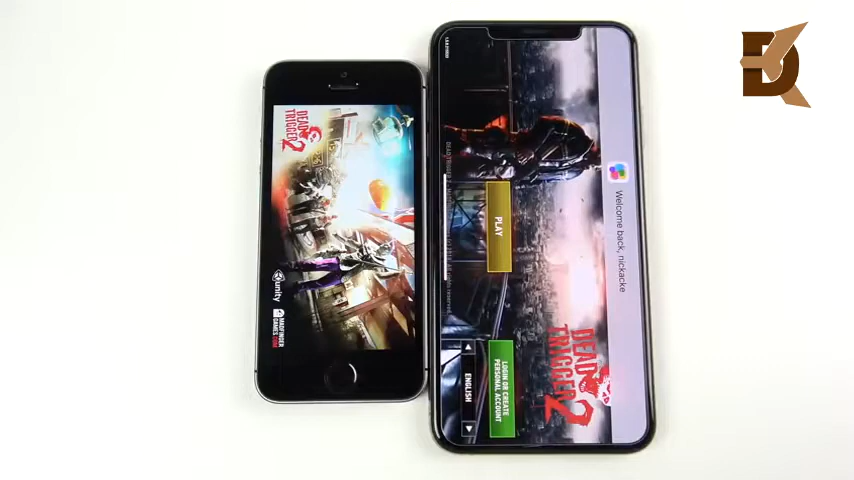 DEAD
TRIGGER
2
unity
MADFINGER
GAMES.COM
Welcome back, nickacke
PLAY
DEAD
TRIGGER
2
LOGIN OR CREATE
PERSONAL ACCOUNT
ENGLISH